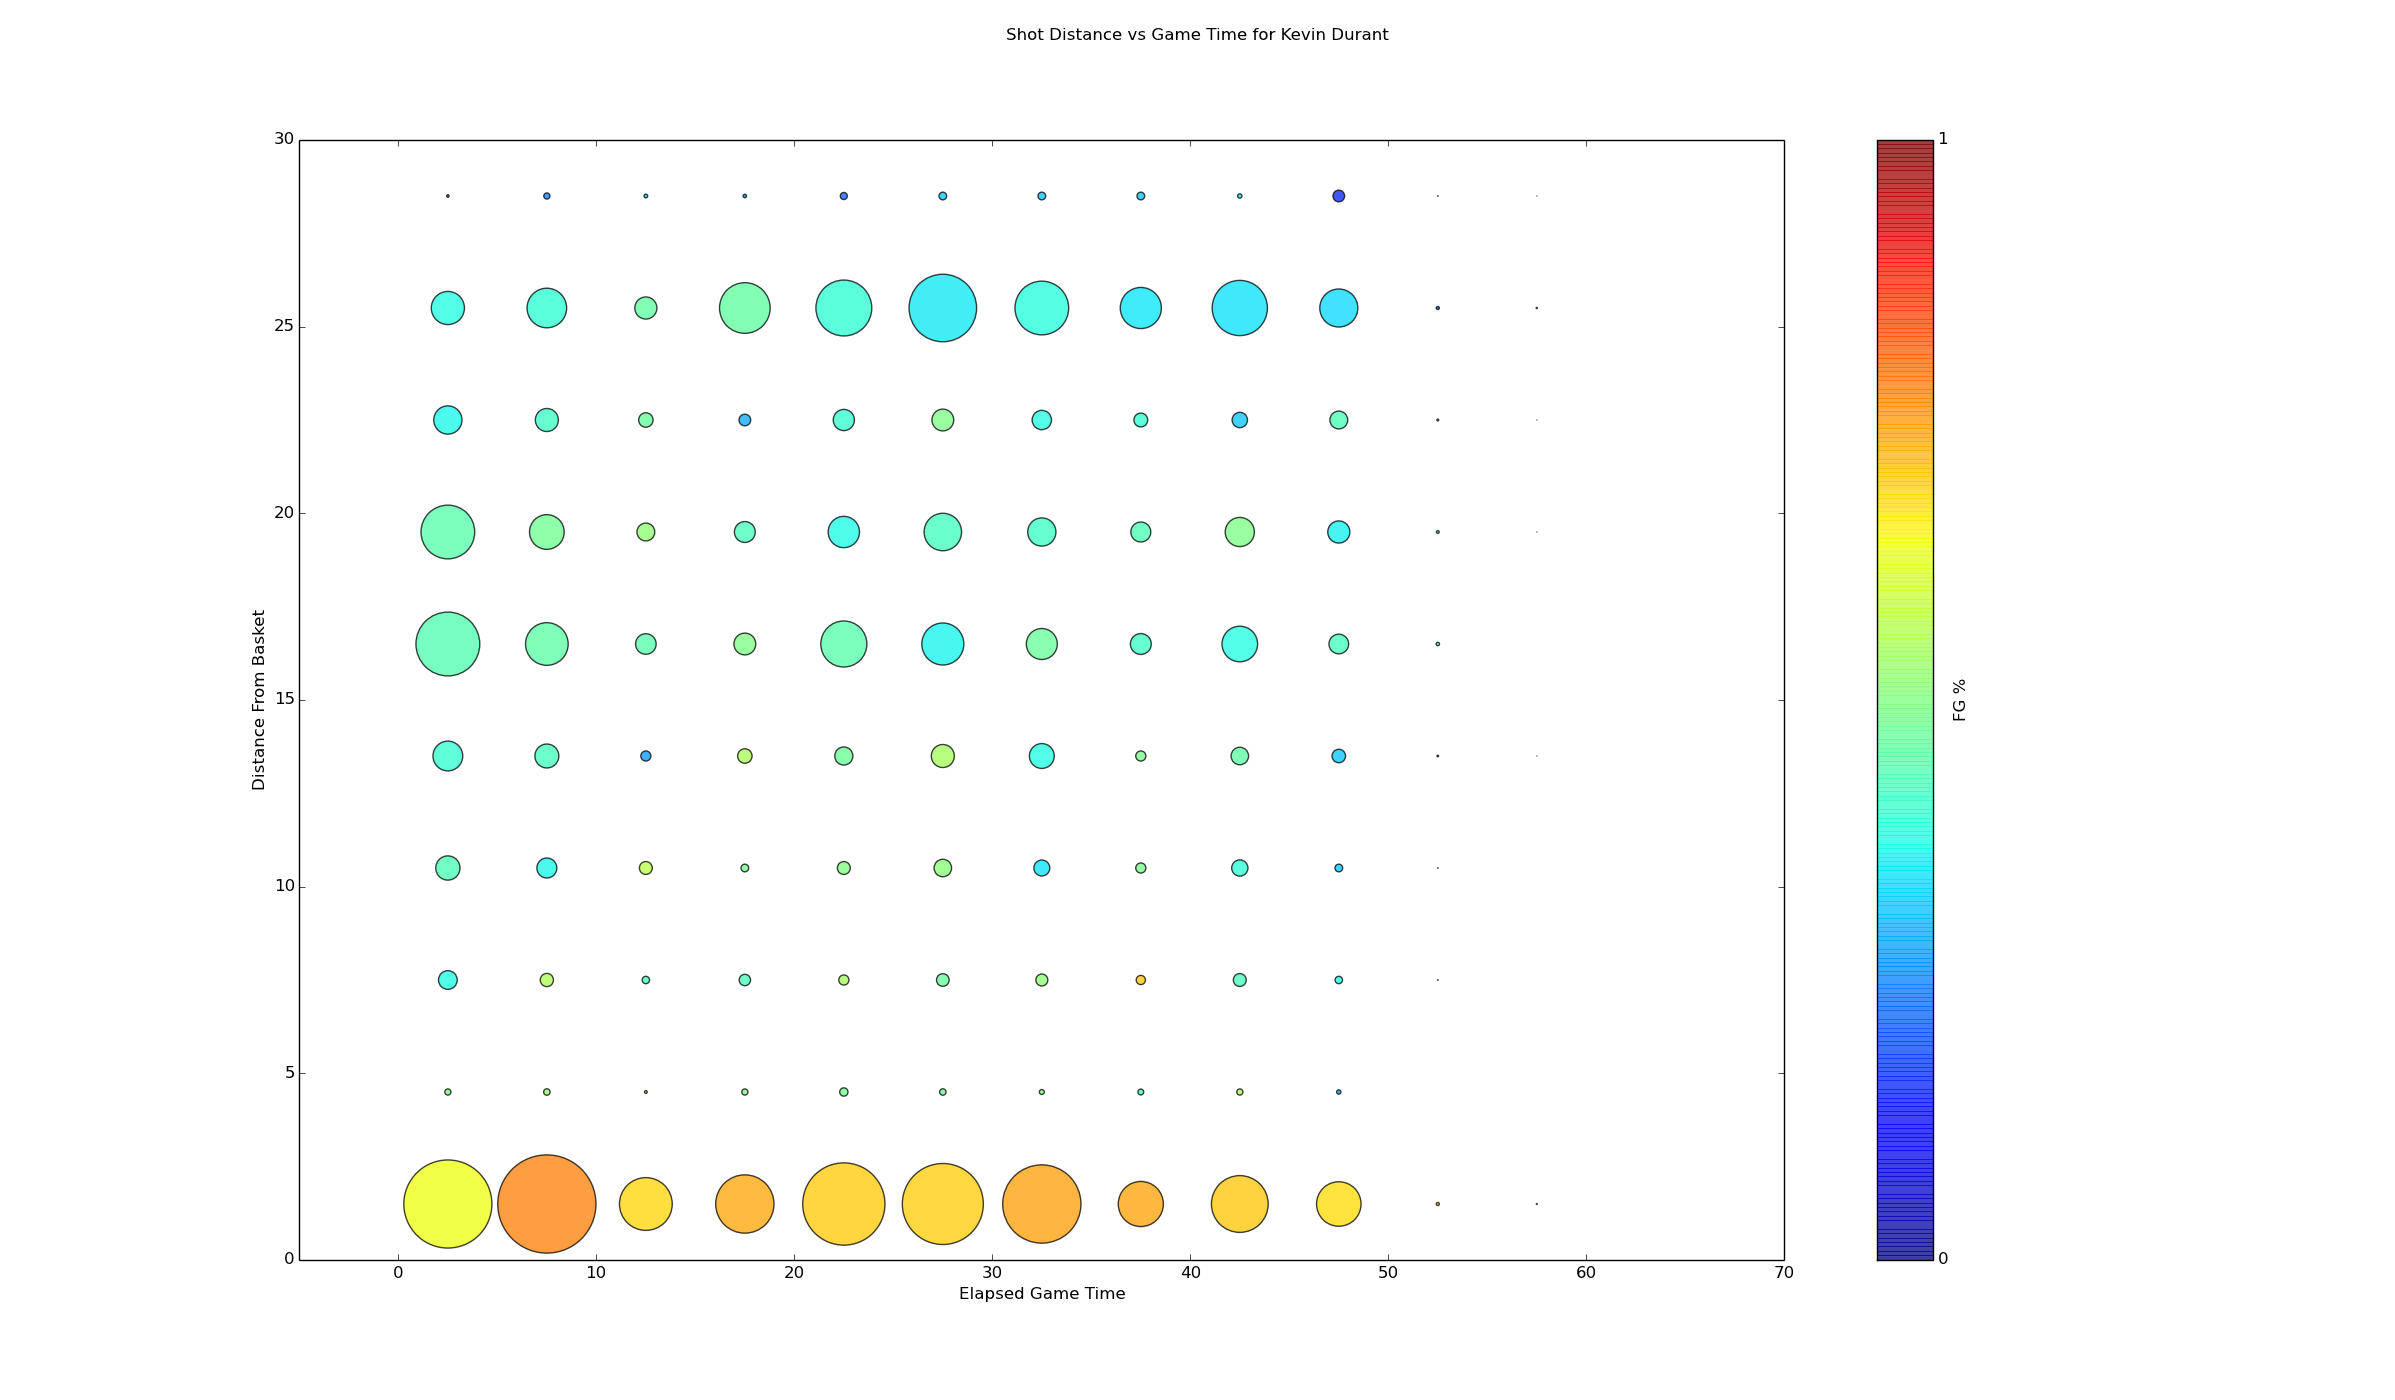 Shot Distance vs Game Time for Kevin Durant
30
25
20
15
10
5
0
Distance From Basket
0 10 20 30 40 50 60 70
Elapsed Game Time
1
0
FG %